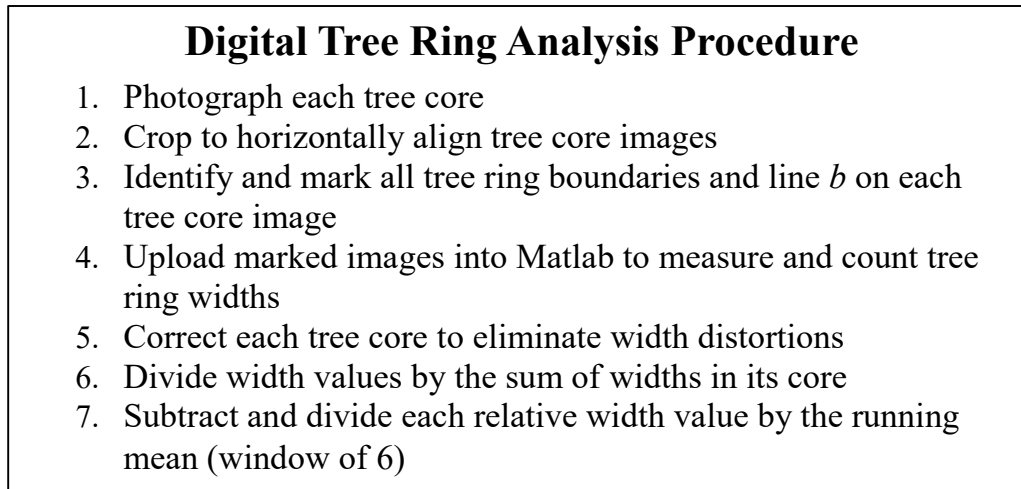 Digital Tree Ring Analysis Procedure
1. Photograph each tree core
2. Crop to horizontally align tree core images
3. Identify and mark all tree ring boundaries and line b on each
tree core image
4. Upload marked images into Matlab to measure and count tree
ring widths
5. Correct each tree core to eliminate width distortions
6. Divide width values by the sum of widths in its core
7. Subtract and divide each relative width value by the running
mean (window of 6)